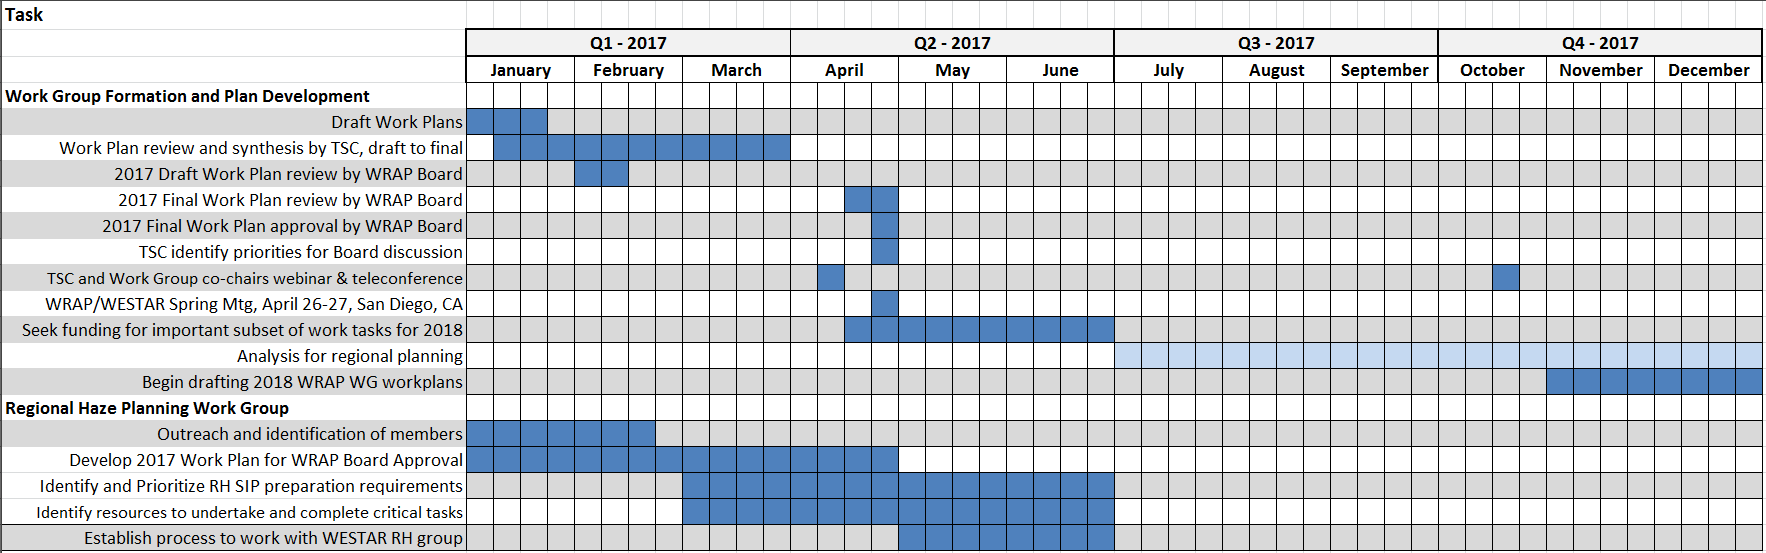 Task
Q1 - 2017 Q2 - 2017 Q3 - 2017 Q4 - 2017
January February March April May June July August September October November December
Work Group Formation and Plan Development
Draft Work Plans
Work Plan review and synthesis by TSC, draft to final
2017 Draft Work Plan review by WRAP Board
2017 Final Work Plan review by WRAP Board
2017 Final Work Plan approval by WRAP Board
TSC identify priorities for Board discussion
TSC and Work Group co-chairs webinar & teleconference
WRAP/WESTAR Spring Mtg, April 26-27, San Diego, CA
Seek funding for important subset of work tasks for 2018
Analysis for regional planning
Begin drafting 2018 WRAP WG workplans
Regional Haze Planning Work Group
Outreach and identification of members
Develop 2017 Work Plan for WRAP Board Approval
Identify and Prioritize RH SIP preparation requirements
Identify resources to undertake and complete critical tasks
Establish process to work with WESTAR RH group